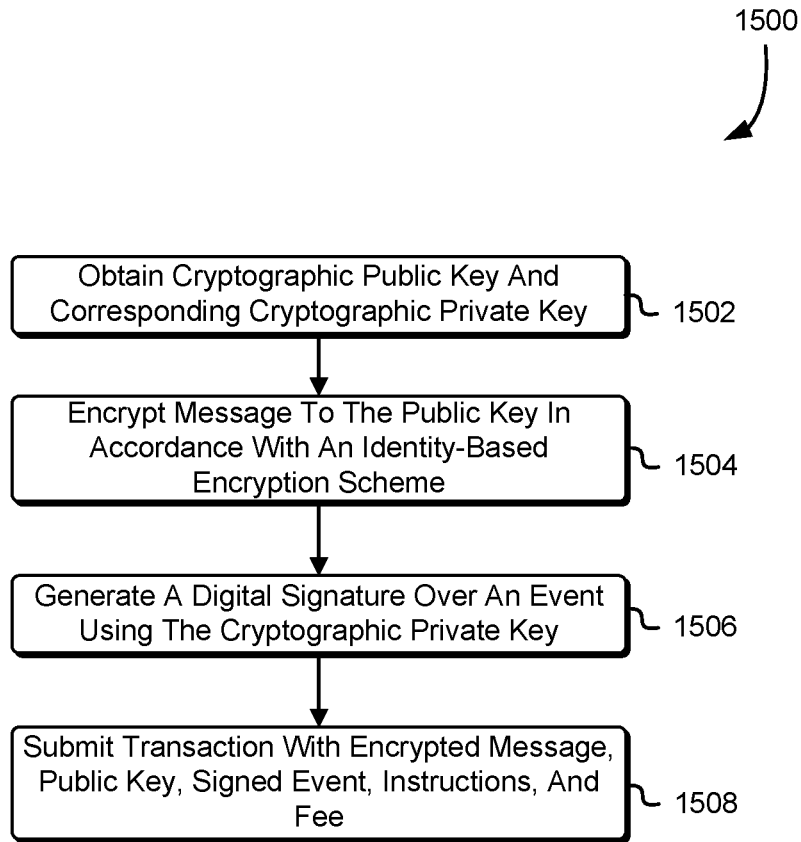 1500
Obtain Cryptographic Public Key And
Corresponding Cryptographic Private Key
1502
Encrypt Message To The Public Key In
Accordance With An Identity-Based
Encryption Scheme
1504
Generate A Digital Signature Over An Event
Using The Cryptographic Private Key
1506
Submit Transaction With Encrypted Message,
Public Key, Signed Event, Instructions, And
Fee
1508